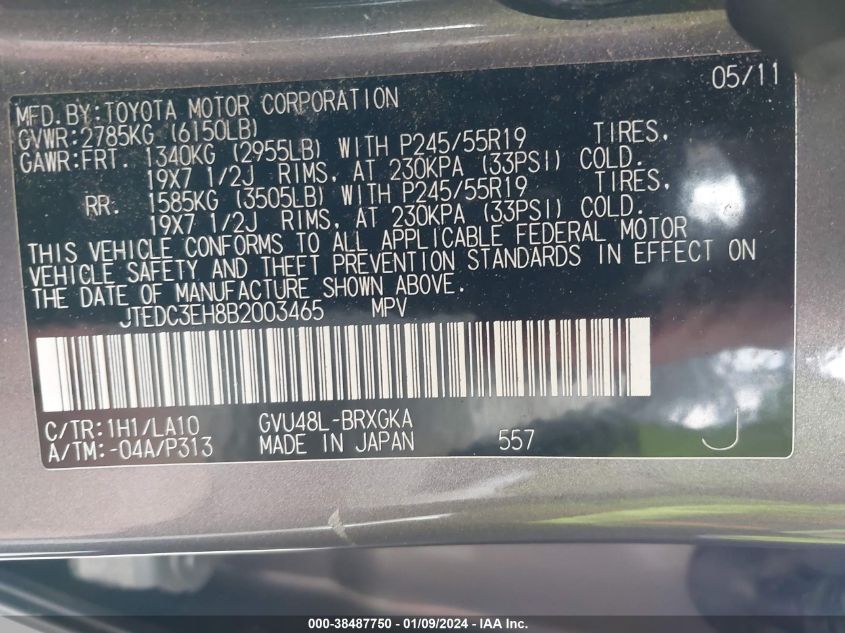 05/11
MFD.BY:TOYOTA MOTOR CORPORATION
GVWR:2785KG (6150LB)
GAWR:FRT. 1340KG (2955LB) WITH P245/55R19 TIRES,
19X7 1/2J RIMS, AT 230KPA (33PSI) COLD.
RR. 1585KG (3505LB) WITH P245/55R19 TIRES,
19X7 1/2J RIMS, AT 230KPA (33PSI) COLD.
THIS VEHICLE CONFORMS TO ALL APPLICABLE FEDERAL MOTOR
VEHICLE SAFETY AND THEFT PREVENTION STANDARDS IN EFFECT ON
THE DATE OF MANUFACTURE SHOWN ABOVE.
JTEDC3EH8B2003465 MPV
C/TR:1H1/LA10 GVU48L-BRXGKA
A/TM:-04A/P313 MADE IN JAPAN 557 J
000-38487750 | 01/09/2024 | IAA Inc.